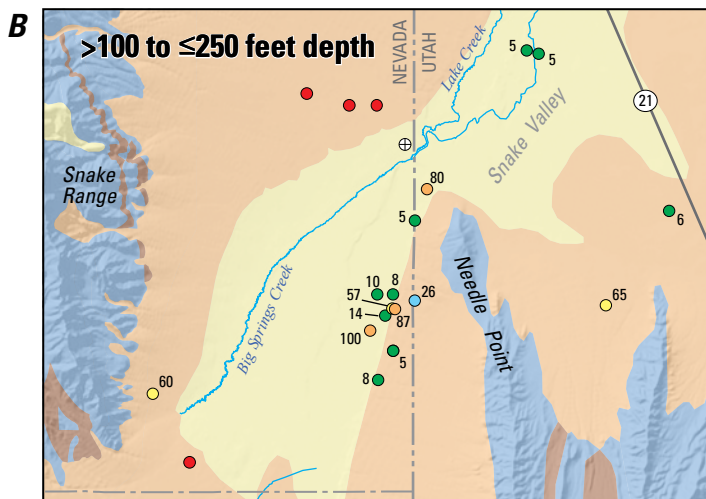 B
>100 to ≤250 feet depth
NEVADA
UTAH
Lake Creek
5
5
21
Snake Valley
Snake
Range
80
5
6
10
8
57
26
14
87
100
65
Needle
Point
Big Springs Creek
5
8
60